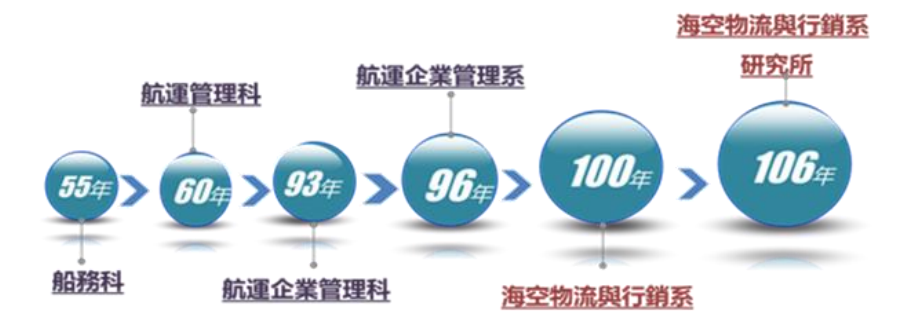 海空物流與行銷系
研究所
航運企業管理系
航運管理科
55年
60年
93年
96年
100年
106年
船務科
航運企業管理科
海空物流與行銷系